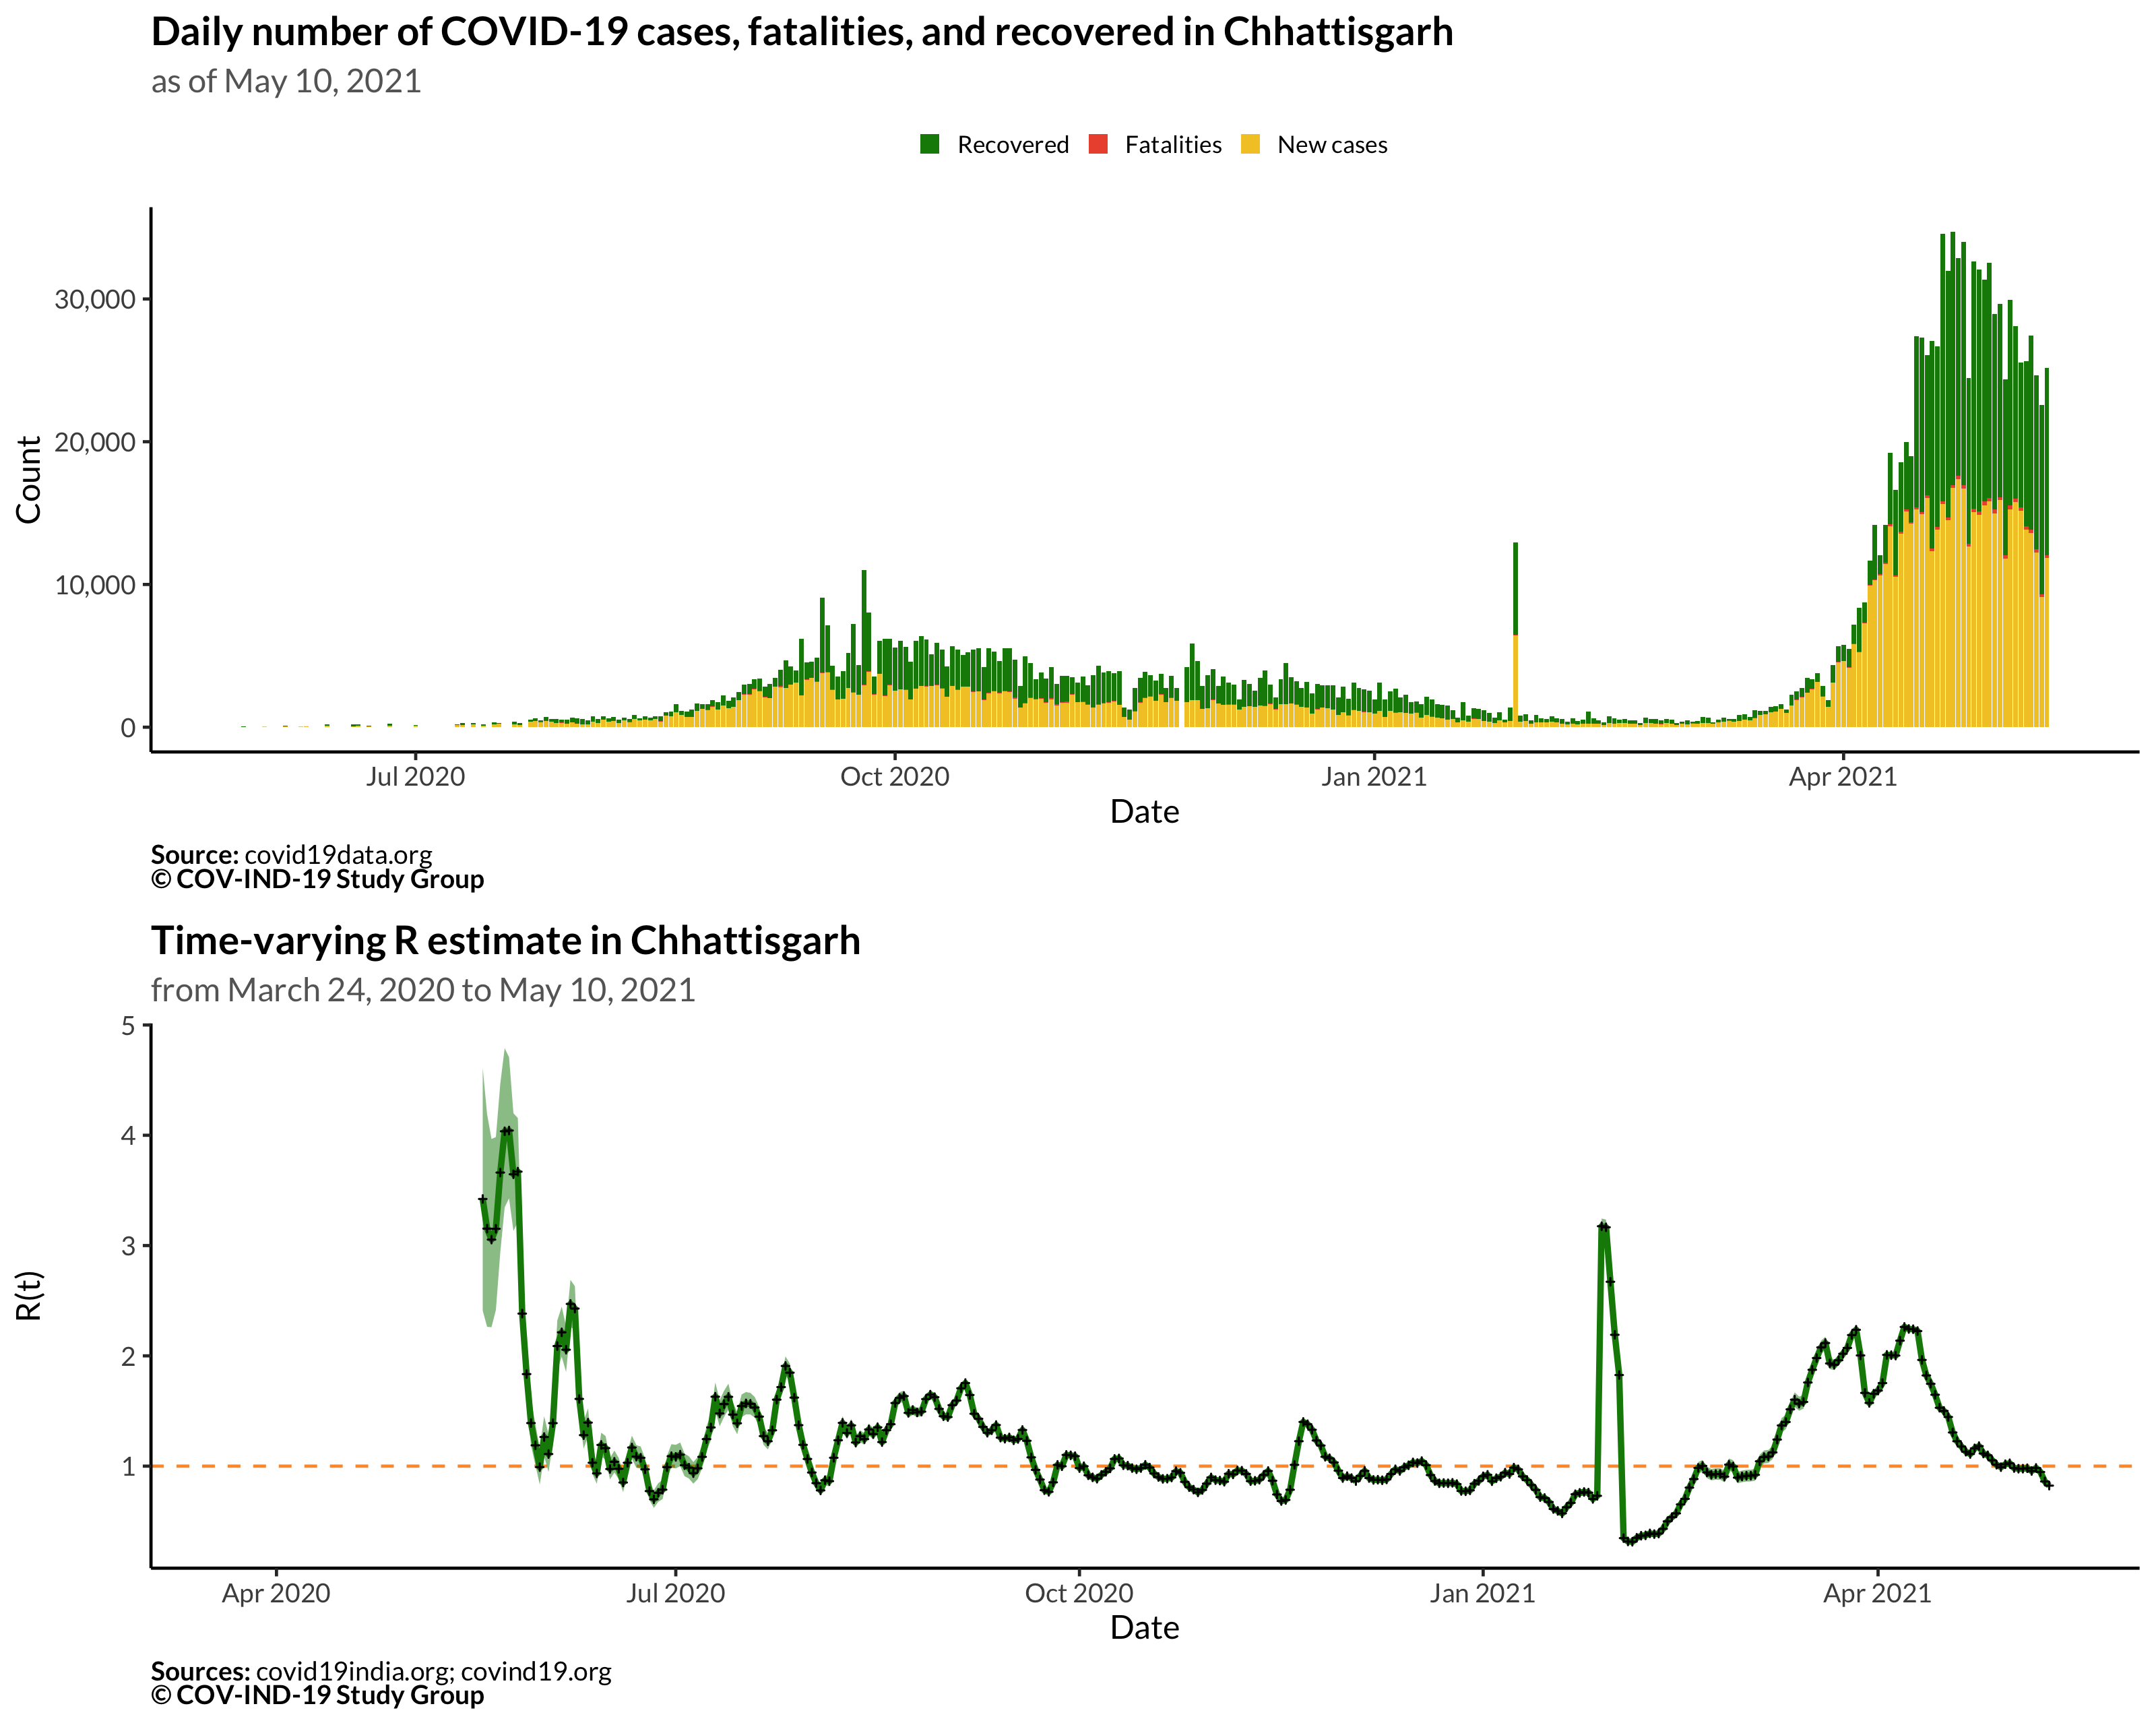 Daily number of COVID-19 cases, fatalities, and recovered in Chhattisgarh
as of May 10, 2021
Recovered Fatalities New cases
Count
30,000
20,000
10,000
0
Jul 2020 Oct 2020 Jan 2021 Apr 2021
Date
Source: covid19data.org
© COV-IND-19 Study Group
Time-varying R estimate in Chhattisgarh
from March 24, 2020 to May 10, 2021
R(t)
5
4
3
2
1
Apr 2020 Jul 2020 Oct 2020 Jan 2021 Apr 2021
Date
Sources: covid19india.org; covind19.org
© COV-IND-19 Study Group